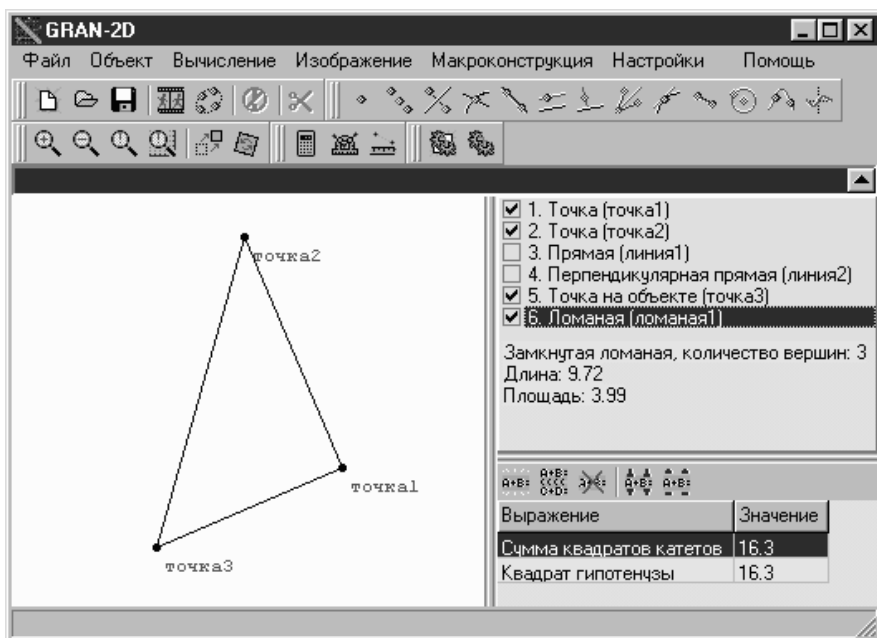 GRAN-2D
Файл Объект Вычисление Изображение Макроконструкция Настройки Помощь
точка2
точка1
точка3
1. Точка (точка1)
2. Точка (точка2)
3. Прямая (линия1)
4. Перпендикулярная прямая (линия2)
5. Точка на объекте (точка3)
6. Ломаная (ломаная1)
Замкнутая ломаная, количество вершин: 3
Длина: 9.72
Площадь: 3.99
Выражение Значение
Сумма квадратов катетов 16.3
Квадрат гипотенузы 16.3